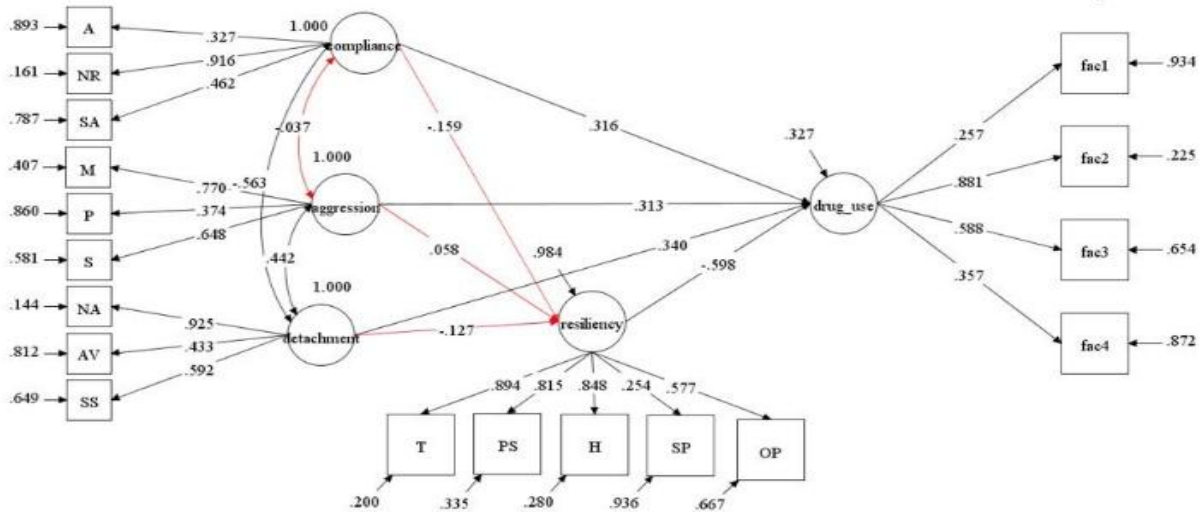 .893 A .327 1.000 compliance
.161 NR .916
.787 SA .462
fac1 .934
-.037 -.159 .316 .327 .257
.407 M .770 -.563 1.000
fac2 .225
.881
.860 P .374 aggression .313 drug_use
.581 S .648
.588 fac3 .654
.442 .058 .984 .340 -.598 .357
.144 NA .925 1.000
.812 AV .433 detachment -.127 resiliency
fac4 .872
.649 SS .592
.894 .815 .848 .254 .577
T PS H SP OP
.200 .335 .280 .936 .667